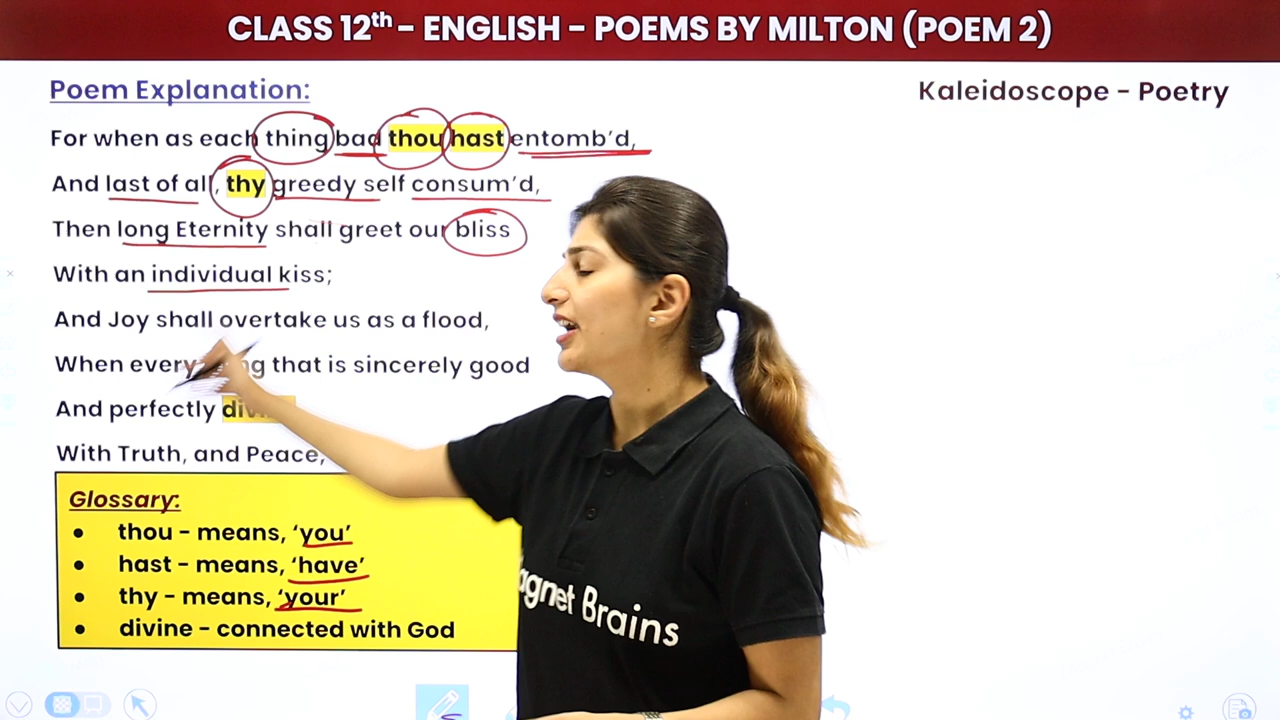 CLASS 12th - ENGLISH - POEMS BY MILTON (POEM 2)
Poem Explanation:
Kaleidoscope - Poetry
For when as each thing bad thou hast entomb'd,
And last of all, thy greedy self consum'd,
Then long Eternity shall greet our bliss
With an individual kiss;
And Joy shall overtake us as a flood,
When that is sincerely good
And perfectly
With Truth, and Peace,
Glossary:
• thou - means, 'you'
• hast - means, 'have'
• thy - means, 'your'
• divine - connected with God
Brains